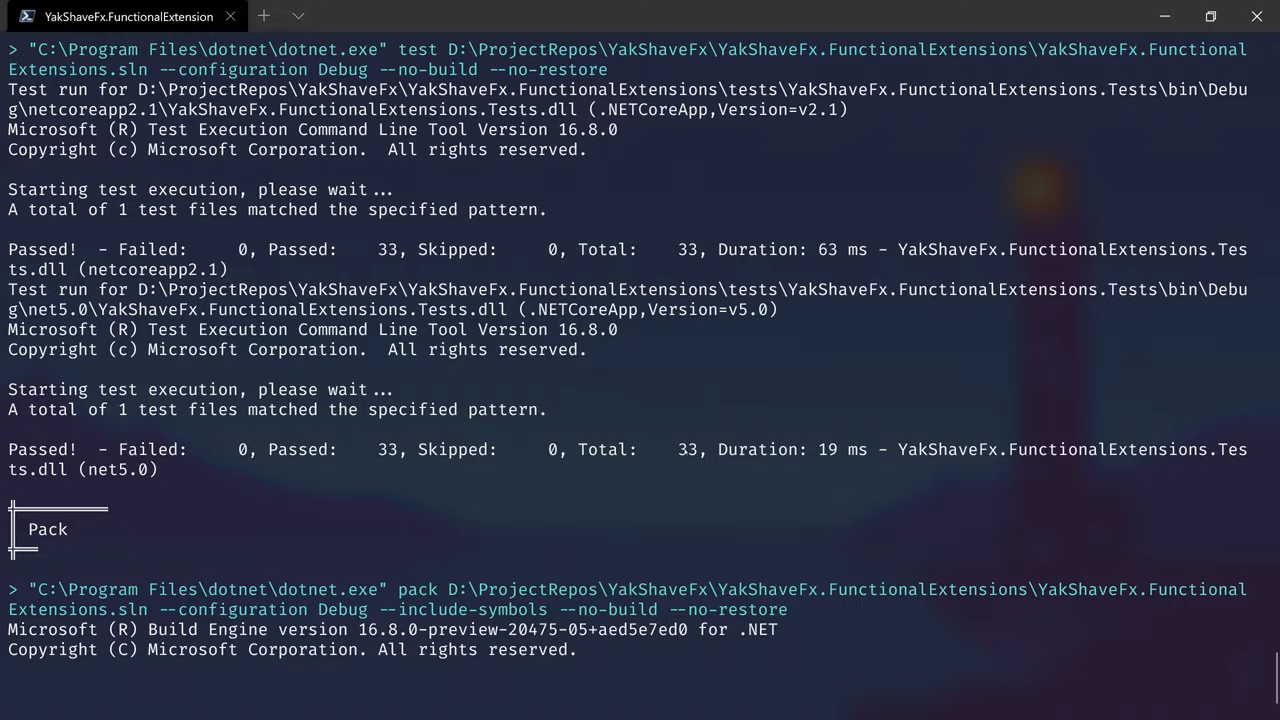 YakShaveFx.FunctionalExtension
> "C:\Program Files\dotnet\dotnet.exe" test D:\ProjectRepos\YakShaveFx\YakShaveFx.FunctionalExtensions\YakShaveFx.Functional
Extensions.sln --configuration Debug --no-build --no-restore
Test run for D:\ProjectRepos\YakShaveFx\YakShaveFx.FunctionalExtensions\tests\YakShaveFx.FunctionalExtensions.Tests\bin\Debu
g\netcoreapp2.1\YakShaveFx.FunctionalExtensions.Tests.dll (.NETCoreApp,Version=v2.1)
Microsoft (R) Test Execution Command Line Tool Version 16.8.0
Copyright (c) Microsoft Corporation.  All rights reserved.
Starting test execution, please wait...
A total of 1 test files matched the specified pattern.
Passed!  - Failed:     0, Passed:    33, Skipped:     0, Total:    33, Duration: 63 ms - YakShaveFx.FunctionalExtensions.Tes
ts.dll (netcoreapp2.1)
Test run for D:\ProjectRepos\YakShaveFx\YakShaveFx.FunctionalExtensions\tests\YakShaveFx.FunctionalExtensions.Tests\bin\Debu
g\net5.0\YakShaveFx.FunctionalExtensions.Tests.dll (.NETCoreApp,Version=v5.0)
Microsoft (R) Test Execution Command Line Tool Version 16.8.0
Copyright (c) Microsoft Corporation.  All rights reserved.
Starting test execution, please wait...
A total of 1 test files matched the specified pattern.
Passed!  - Failed:     0, Passed:    33, Skipped:     0, Total:    33, Duration: 19 ms - YakShaveFx.FunctionalExtensions.Tes
ts.dll (net5.0)
Pack
> "C:\Program Files\dotnet\dotnet.exe" pack D:\ProjectRepos\YakShaveFx\YakShaveFx.FunctionalExtensions\YakShaveFx.Functional
Extensions.sln --configuration Debug --include-symbols --no-build --no-restore
Microsoft (R) Build Engine version 16.8.0-preview-20475-05+aed5e7ed0 for .NET
Copyright (C) Microsoft Corporation. All rights reserved.